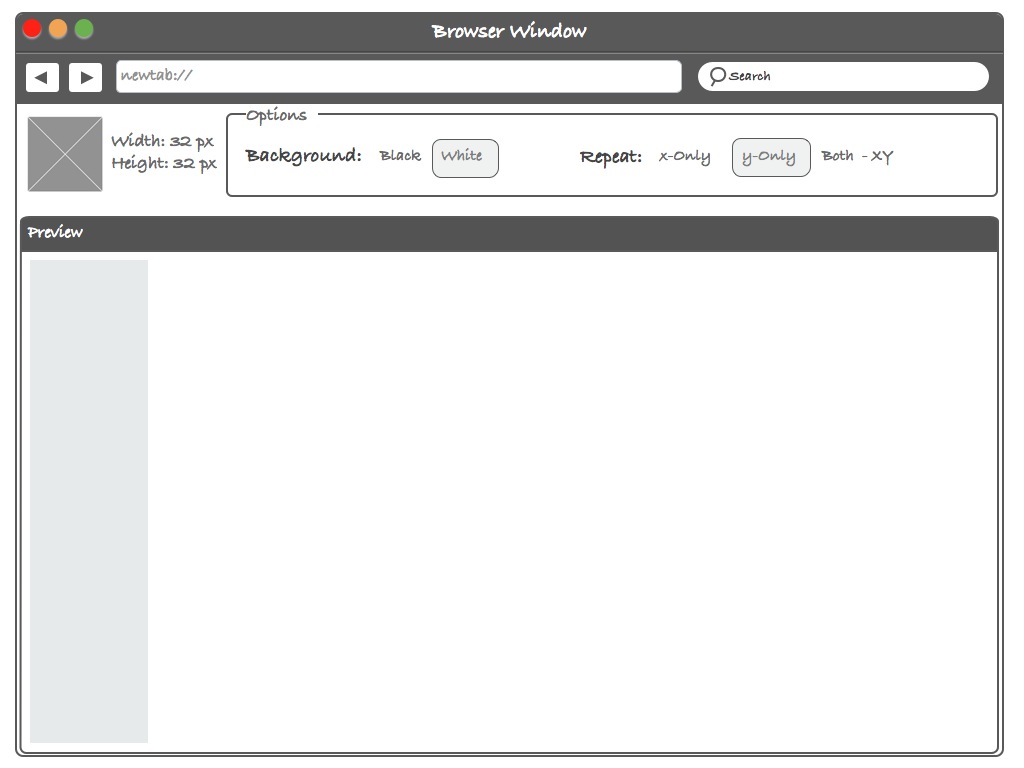 Browser Window
newtab://
Search
Options
Width: 32 px
Height: 32 px
Background: Black White Repeat: x-Only y-Only Both - XY
Preview